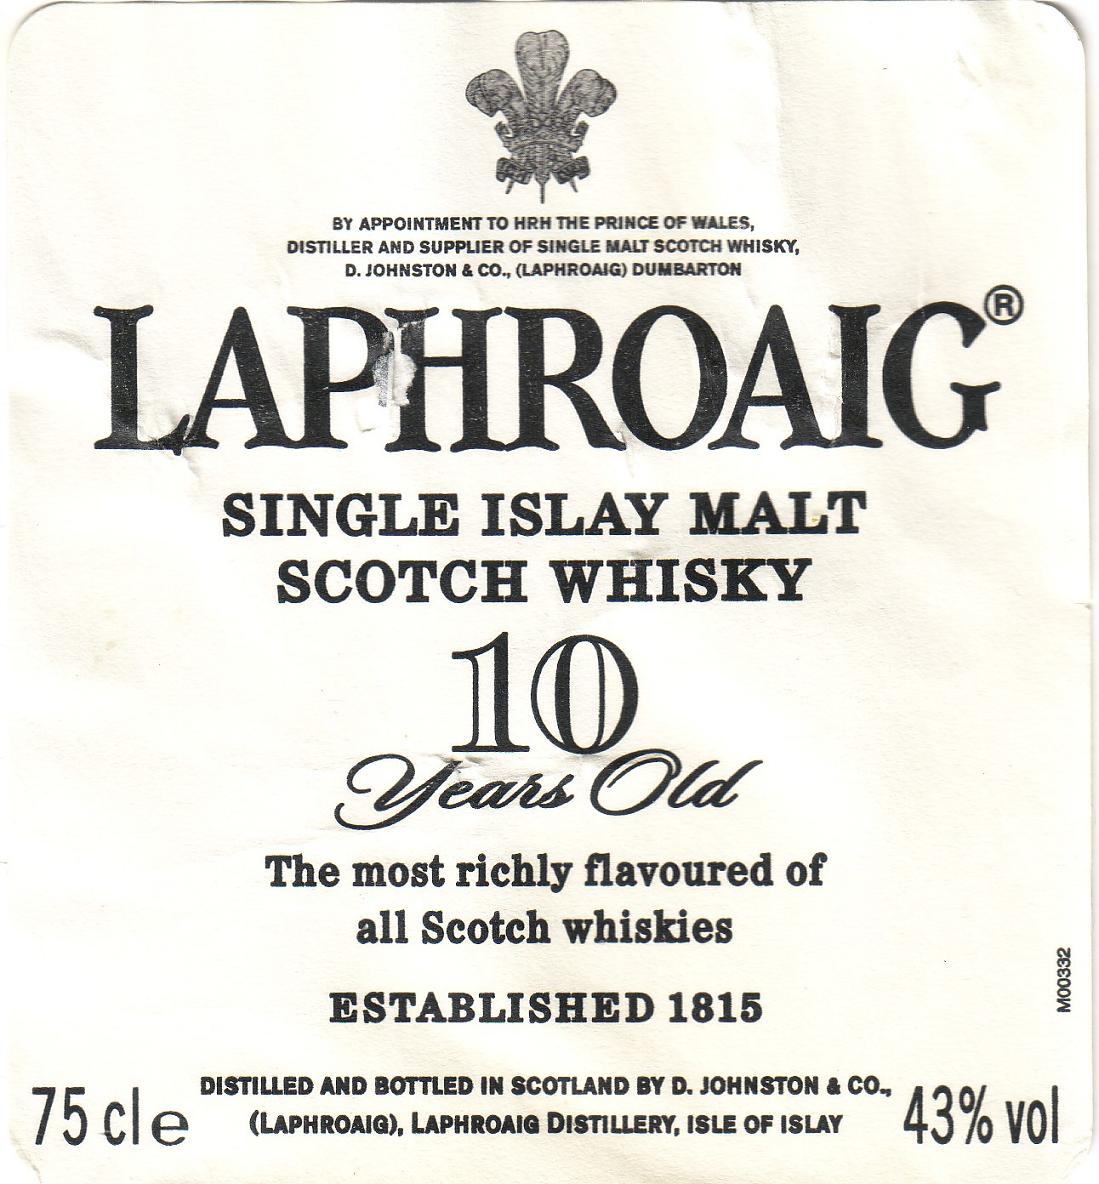 BY APPOINTMENT TO HRH THE PRINCE OF WALES,
DISTILLER AND SUPPLIER OF SINGLE MALT SCOTCH WHISKY,
D. JOHNSTON & CO., (LAPHROAIG) DUMBARTON
LAPHROAIG®
SINGLE ISLAY MALT
SCOTCH WHISKY
10
Years Old
The most richly flavoured of
all Scotch whiskies
ESTABLISHED 1815
M00332
DISTILLED AND BOTTLED IN SCOTLAND BY D. JOHNSTON & CO.,
(LAPHROAIG), LAPHROAIG DISTILLERY, ISLE OF ISLAY
75 cl e
43% vol